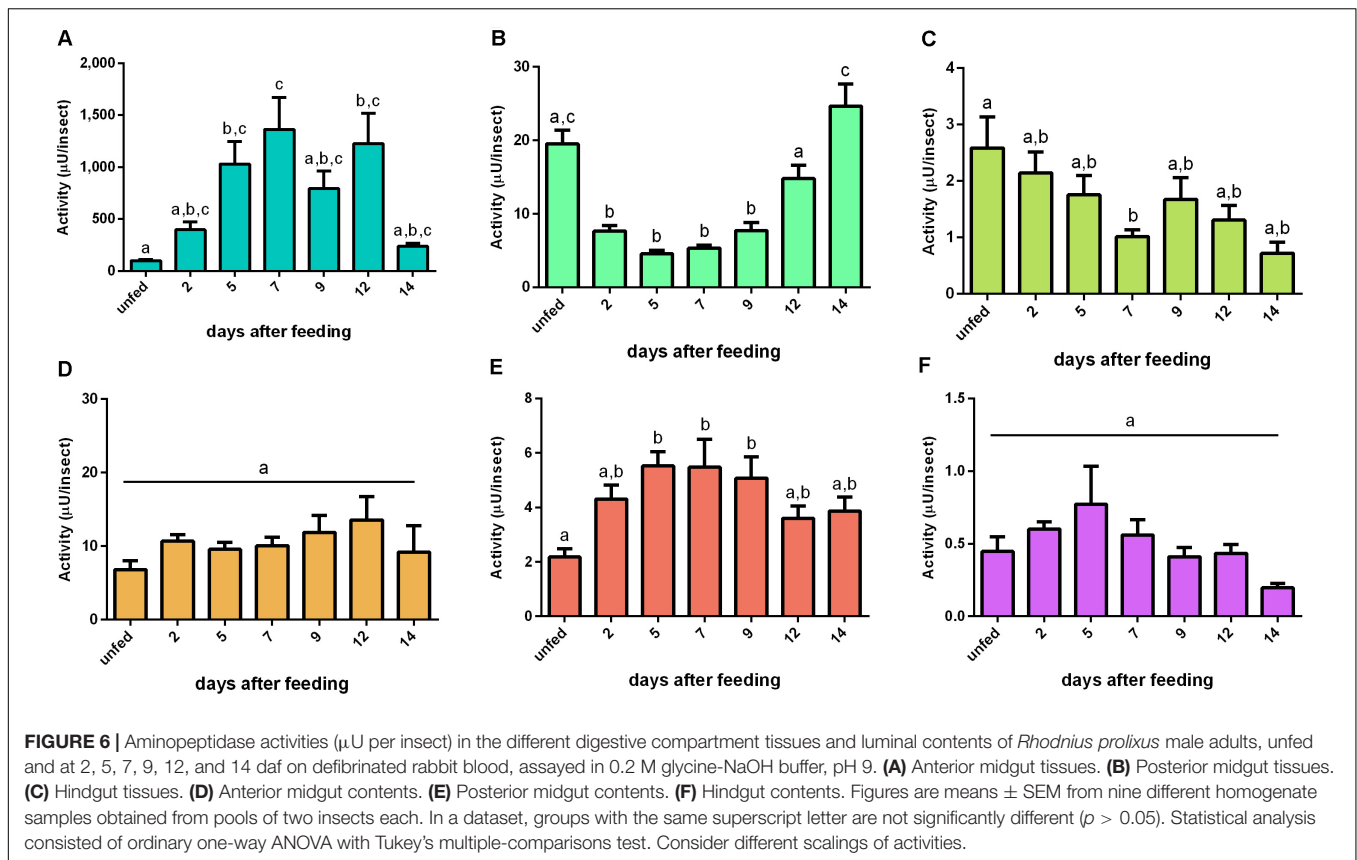 A
Activity (µU/insect)
2,000
1,500
1,000
500
0
a
a,b,c
b,c
c
a,b,c
b,c
a,b,c
unfed 2 5 7 9 12 14
days after feeding
B
Activity (µU/insect)
30
20
10
0
a,c
b
b
b
b
a
c
unfed 2 5 7 9 12 14
days after feeding
C
Activity (µU/insect)
4
3
2
1
0
a
a,b
a,b
b
a,b
a,b
a,b
unfed 2 5 7 9 12 14
days after feeding
D
Activity (µU/insect)
30
20
10
0
a
unfed 2 5 7 9 12 14
days after feeding
E
Activity (µU/insect)
8
6
4
2
0
a
a,b
b
b
b
a,b
a,b
unfed 2 5 7 9 12 14
days after feeding
F
Activity (µU/insect)
1.5
1.0
0.5
0.0
a
unfed 2 5 7 9 12 14
days after feeding
FIGURE 6 | Aminopeptidase activities (µU per insect) in the different digestive compartment tissues and luminal contents of Rhodnius prolixus male adults, unfed
and at 2, 5, 7, 9, 12, and 14 daf on defibrinated rabbit blood, assayed in 0.2 M glycine-NaOH buffer, pH 9. (A) Anterior midgut tissues. (B) Posterior midgut tissues.
(C) Hindgut tissues. (D) Anterior midgut contents. (E) Posterior midgut contents. (F) Hindgut contents. Figures are means ± SEM from nine different homogenate
samples obtained from pools of two insects each. In a dataset, groups with the same superscript letter are not significantly different (p > 0.05). Statistical analysis
consisted of ordinary one-way ANOVA with Tukey's multiple-comparisons test. Consider different scalings of activities.